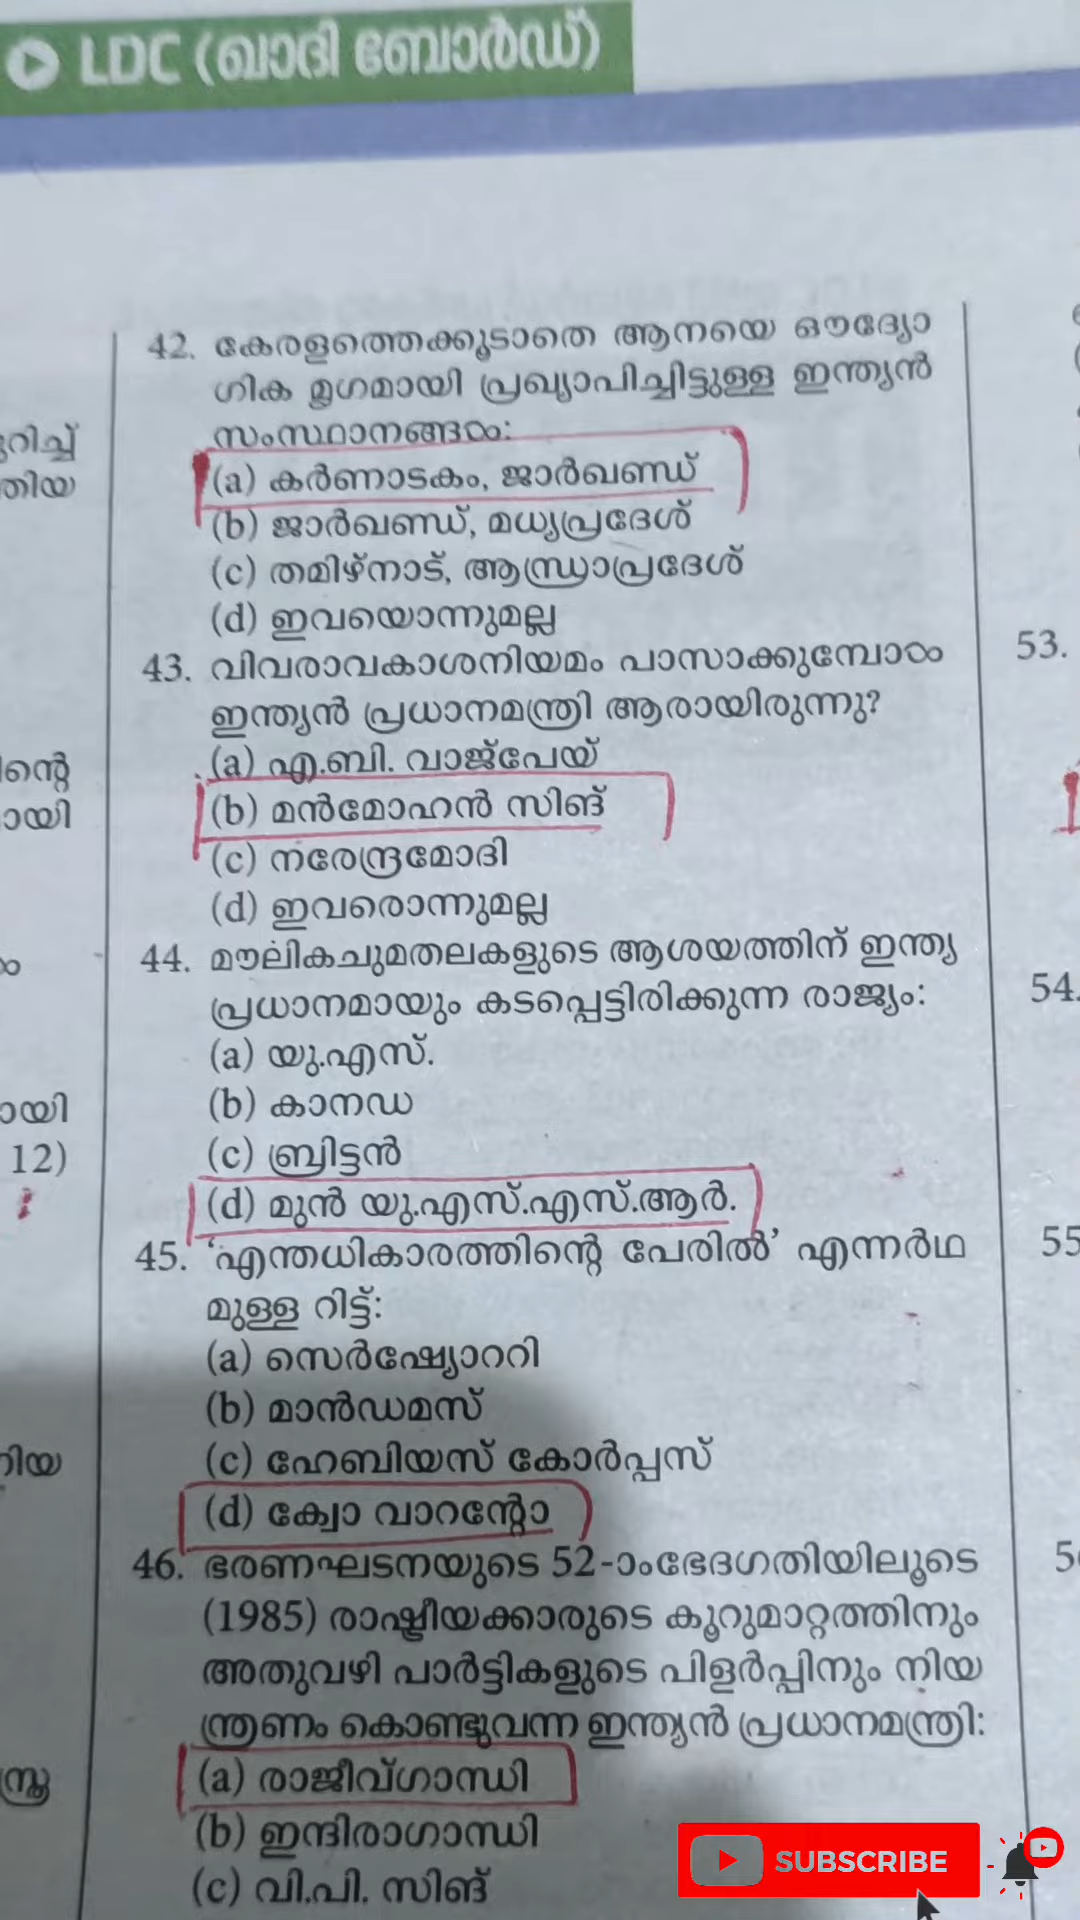 LDC (ഖാദി ബോർഡ്)
42. കേരളത്തെക്കൂടാതെ ആനയെ ഔദ്യോ
ഗിക മൃഗമായി പ്രഖ്യാപിച്ചിട്ടുള്ള ഇന്ത്യൻ
സംസ്ഥാനങ്ങൾ:
(a) കർണാടകം, ജാർഖണ്ഡ്
(b) ജാർഖണ്ഡ്, മധ്യപ്രദേശ്
(c) തമിഴ്നാട്, ആന്ധ്രാപ്രദേശ്
(d) ഇവയൊന്നുമല്ല
43. വിവരാവകാശനിയമം പാസാക്കുമ്പോൾ
ഇന്ത്യൻ പ്രധാനമന്ത്രി ആരായിരുന്നു?
(a) എ.ബി. വാജ്പേയ്
(b) മൻമോഹൻ സിങ്
(c) നരേന്ദ്രമോദി
(d) ഇവരൊന്നുമല്ല
44. മൗലികചുമതലകളുടെ ആശയത്തിന് ഇന്ത്യ
പ്രധാനമായും കടപ്പെട്ടിരിക്കുന്ന രാജ്യം:
(a) യു.എസ്.
(b) കാനഡ
(c) ബ്രിട്ടൻ
(d) മുൻ യു.എസ്.എസ്.ആർ.
45. 'എന്തധികാരത്തിന്റെ പേരിൽ' എന്നർഥ
മുള്ള റിട്ട്:
(a) സെർഷ്യോററി
(b) മാൻഡമസ്
(c) ഹേബിയസ് കോർപ്പസ്
(d) ക്വോ വാറന്റോ
46. ഭരണഘടനയുടെ 52-ാംഭേദഗതിയിലൂടെ
(1985) രാഷ്ട്രീയക്കാരുടെ കൂറുമാറ്റത്തിനും
അതുവഴി പാർട്ടികളുടെ പിളർപ്പിനും നിയ
ന്ത്രണം കൊണ്ടുവന്ന ഇന്ത്യൻ പ്രധാനമന്ത്രി:
(a) രാജീവ്ഗാന്ധി
(b) ഇന്ദിരാഗാന്ധി
(c) വി.പി. സിങ്
റിച്ച്
തിയ
ന്റെ
ായി
ായി
12)
നിയ
53.
54.
55
SUBSCRIBE